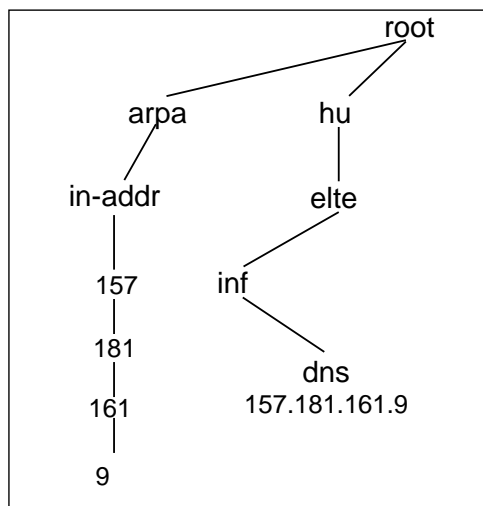 root
arpa hu
in-addr elte
157 inf
181
dns
161 157.181.161.9
9